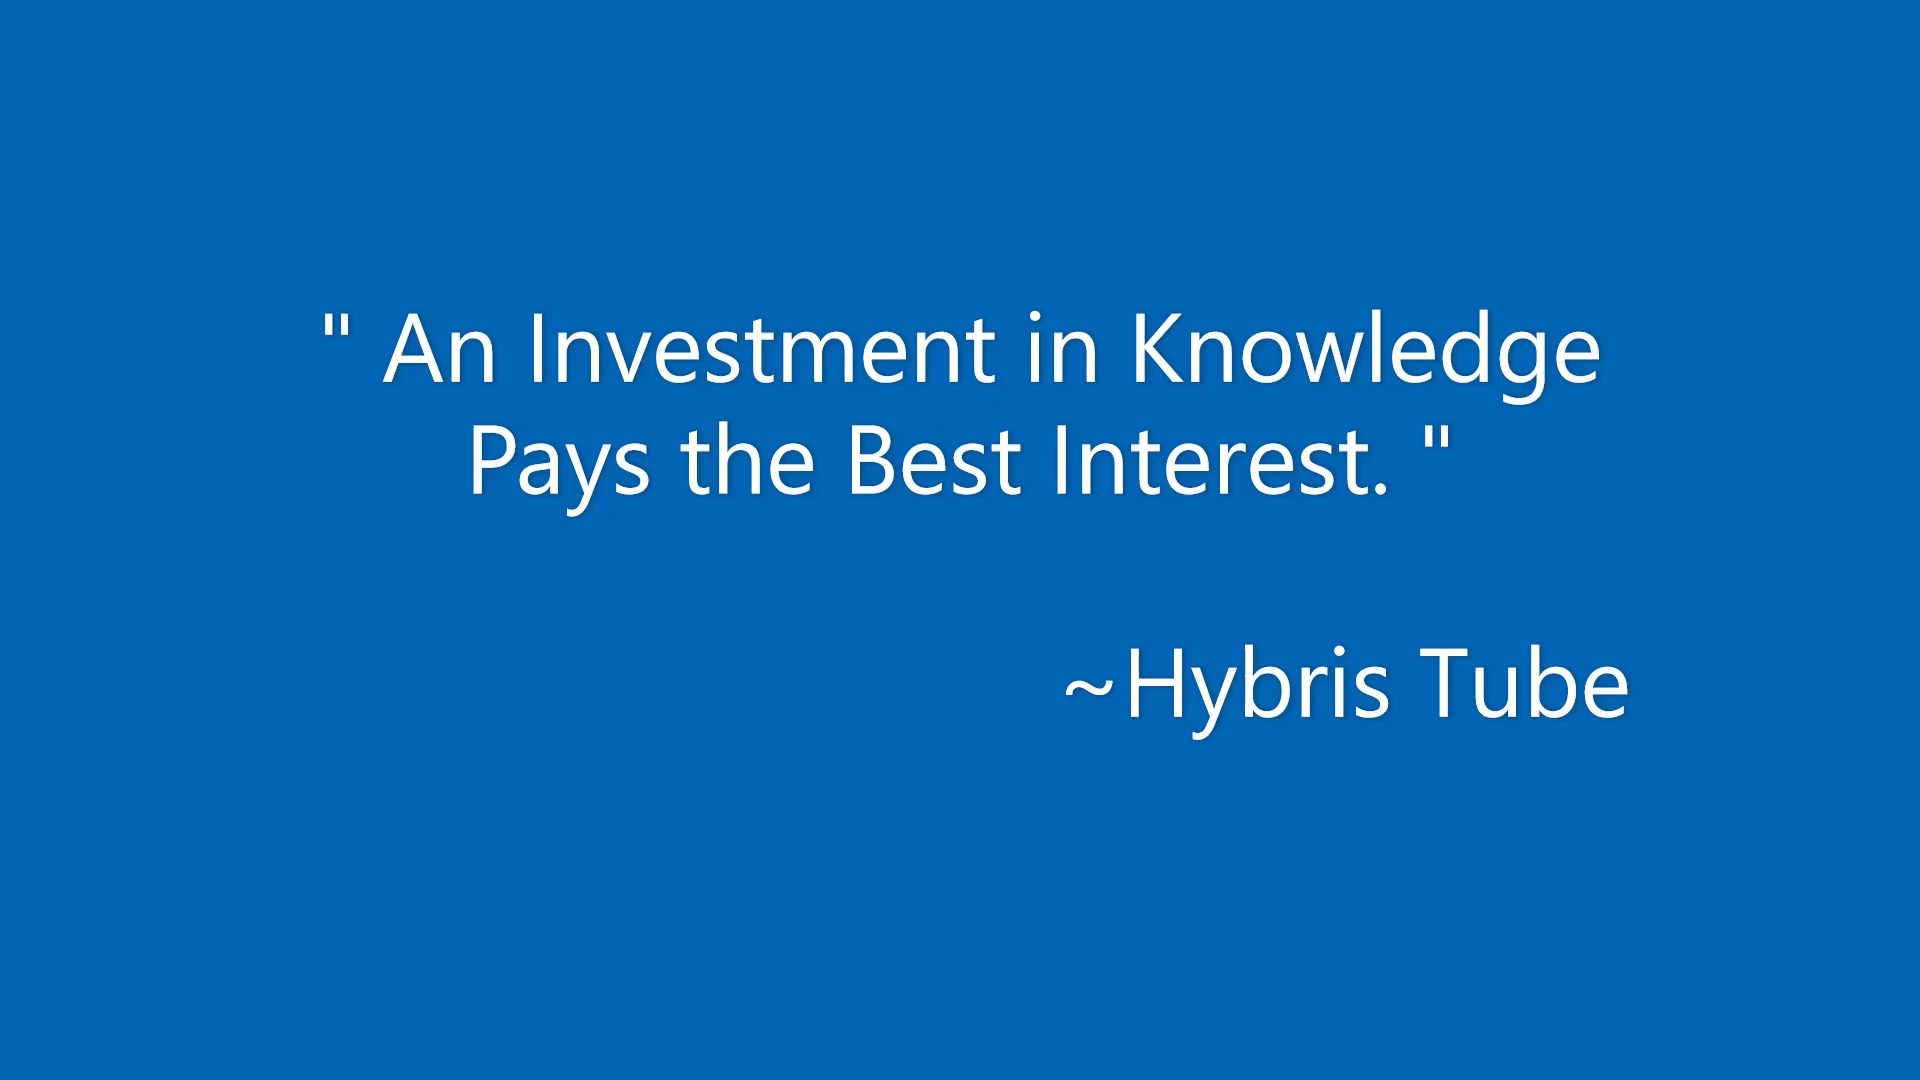 " An Investment in Knowledge
Pays the Best Interest. "
~Hybris Tube